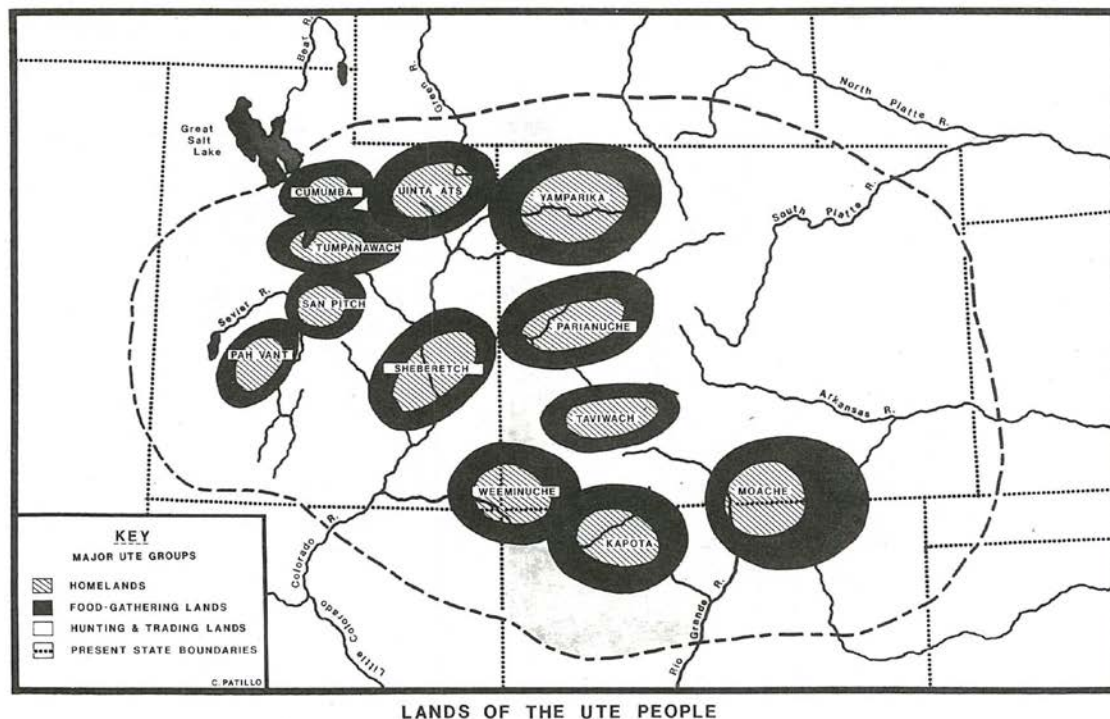 Bear R.
Green R.
North Platte R.
Great
Salt
Lake
CUMUMBA
UINTA ATS
YAMPARIKA
South Platte R.
TUMPANAWACH
Sevier R.
SAN PITCH
PARIANUCHE
PAH VANT
SHEBERETCH
Arkansas R.
TAVIWACH
WEEMINUCHE
MOACHE
KAPOTA
Colorado R.
Little Colorado
Rio Grande R.
KEY
MAJOR UTE GROUPS
HOMELANDS
FOOD-GATHERING LANDS
HUNTING & TRADING LANDS
PRESENT STATE BOUNDARIES
C. PATILLO
LANDS OF THE UTE PEOPLE